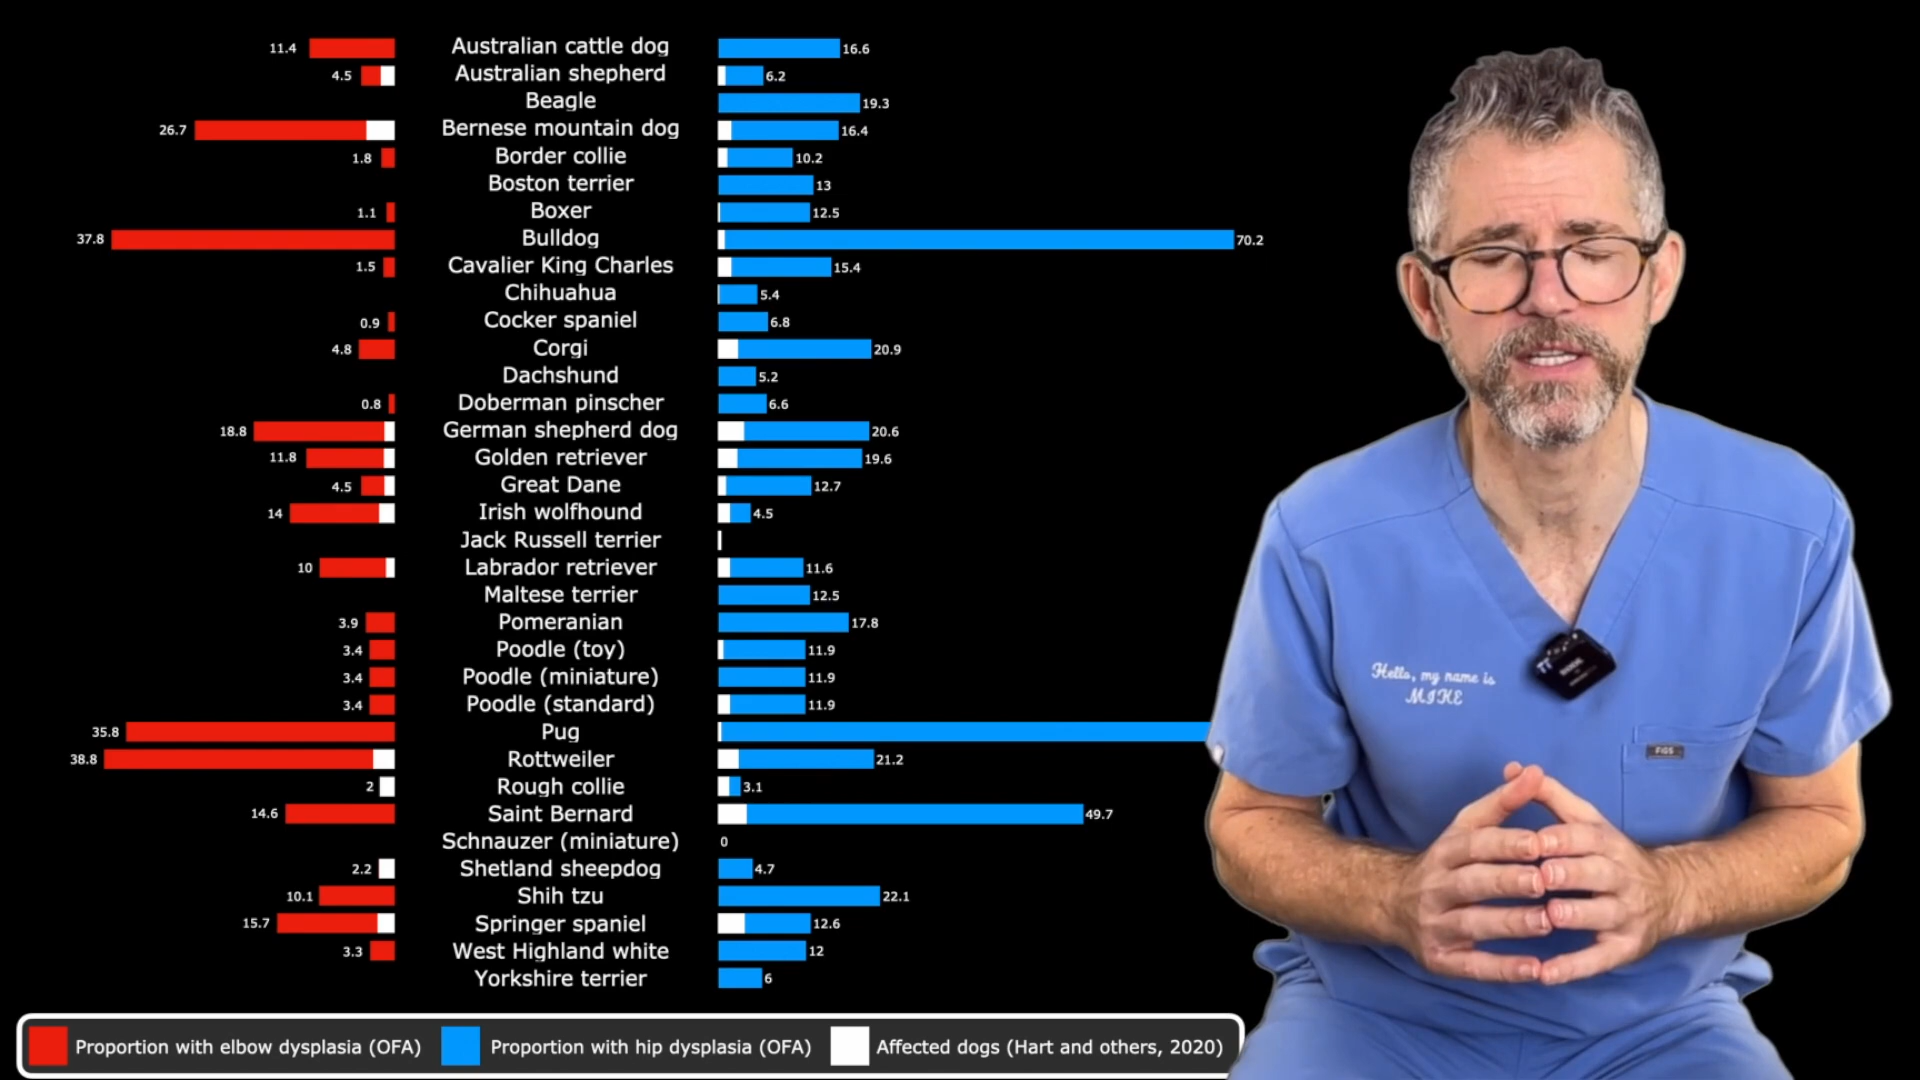 11.4 Australian cattle dog 16.6
4.5 Australian shepherd 6.2
Beagle 19.3
26.7 Bernese mountain dog 16.4
1.8 Border collie 10.2
Boston terrier 13
1.1 Boxer 12.5
37.8 Bulldog 70.2
1.5 Cavalier King Charles 15.4
Chihuahua 5.4
0.9 Cocker spaniel 6.8
4.8 Corgi 20.9
Dachshund 5.2
0.8 Doberman pinscher 6.6
18.8 German shepherd dog 20.6
11.8 Golden retriever 19.6
4.5 Great Dane 12.7
14 Irish wolfhound 4.5
Jack Russell terrier
10 Labrador retriever 11.6
Maltese terrier 12.5
3.9 Pomeranian 17.8
3.4 Poodle (toy) 11.9
3.4 Poodle (miniature) 11.9
3.4 Poodle (standard) 11.9
35.8 Pug
38.8 Rottweiler 21.2
2 Rough collie 3.1
14.6 Saint Bernard 49.7
Schnauzer (miniature) 0
2.2 Shetland sheepdog 4.7
10.1 Shih tzu 22.1
15.7 Springer spaniel 12.6
3.3 West Highland white 12
Yorkshire terrier 6
Proportion with elbow dysplasia (OFA) Proportion with hip dysplasia (OFA) Affected dogs (Hart and others, 2020)
Hello, my name is
MIKE
FIGS